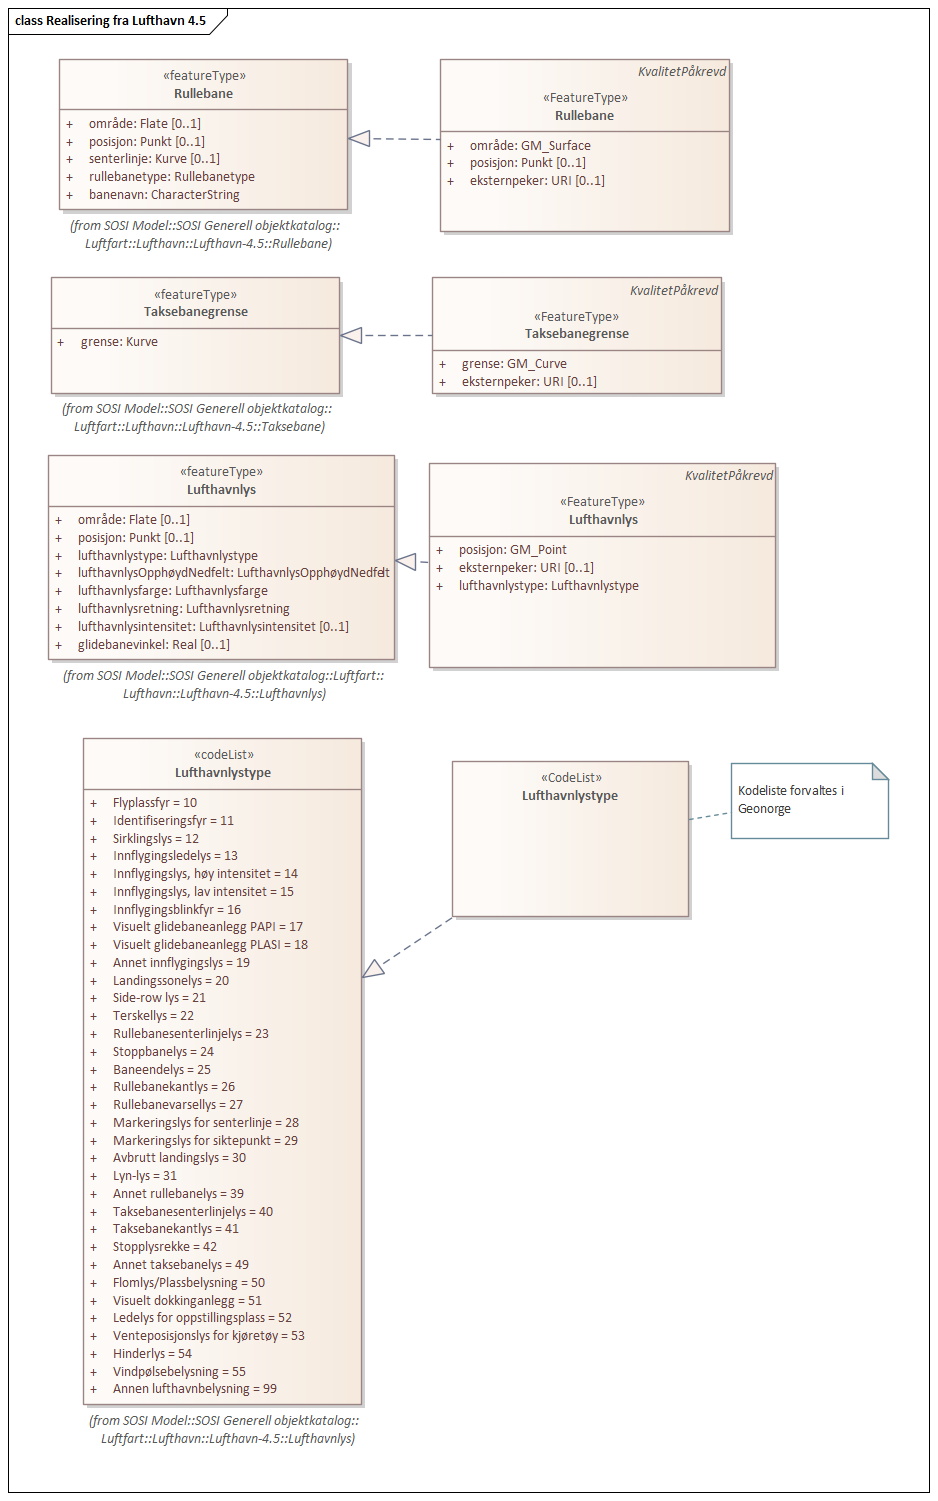 class Realisering fra Lufthavn 4.5
«featureType»
Rullebane
+ område: Flate [0..1]
+ posisjon: Punkt [0..1]
+ senterlinje: Kurve [0..1]
+ rullebanetype: Rullebanetype
+ banenavn: CharacterString
(from SOSI Model::SOSI Generell objektkatalog::
Luftfart::Lufthavn::Lufthavn-4.5::Rullebane)
KvalitetPåkrevd
«FeatureType»
Rullebane
+ område: GM_Surface
+ posisjon: Punkt [0..1]
+ eksternpeker: URI [0..1]
«featureType»
Taksebanegrense
+ grense: Kurve
(from SOSI Model::SOSI Generell objektkatalog::
Luftfart::Lufthavn::Lufthavn-4.5::Taksebane)
KvalitetPåkrevd
«FeatureType»
Taksebanegrense
+ grense: GM_Curve
+ eksternpeker: URI [0..1]
«featureType»
Lufthavnlys
+ område: Flate [0..1]
+ posisjon: Punkt [0..1]
+ lufthavnlystype: Lufthavnlystype
+ lufthavnlysOpphøydNedfelt: LufthavnlysOpphøydNedfelt
+ lufthavnlysfarge: Lufthavnlysfarge
+ lufthavnlysretning: Lufthavnlysretning
+ lufthavnlysintensitet: Lufthavnlysintensitet [0..1]
+ glidebanevinkel: Real [0..1]
(from SOSI Model::SOSI Generell objektkatalog::Luftfart::
Lufthavn::Lufthavn-4.5::Lufthavnlys)
KvalitetPåkrevd
«FeatureType»
Lufthavnlys
+ posisjon: GM_Point
+ eksternpeker: URI [0..1]
+ lufthavnlystype: Lufthavnlystype
«codeList»
Lufthavnlystype
+ Flyplassfyr = 10
+ Identifiseringsfyr = 11
+ Sirklingslys = 12
+ Innflygingsledelys = 13
+ Innflygingslys, høy intensitet = 14
+ Innflygingslys, lav intensitet = 15
+ Innflygingsblinkfyr = 16
+ Visuelt glidebaneanlegg PAPI = 17
+ Visuelt glidebaneanlegg PLASI = 18
+ Annet innflygingslys = 19
+ Landingssonelys = 20
+ Side-row lys = 21
+ Terskellys = 22
+ Rullebanesenterlinjelys = 23
+ Stoppbanelys = 24
+ Baneendelys = 25
+ Rullebanekantlys = 26
+ Rullebanevarsellys = 27
+ Markeringslys for senterlinje = 28
+ Markeringslys for siktepunkt = 29
+ Avbrutt landingslys = 30
+ Lyn-lys = 31
+ Annet rullebanelys = 39
+ Taksebanesenterlinjelys = 40
+ Taksebanekantlys = 41
+ Stopplysrekke = 42
+ Annet taksebanelys = 49
+ Flomlys/Plassbelysning = 50
+ Visuelt dokkinganlegg = 51
+ Ledelys for oppstillingsplass = 52
+ Venteposisjonslys for kjøretøy = 53
+ Hinderlys = 54
+ Vindpølsebelysning = 55
+ Annen lufthavnbelysning = 99
(from SOSI Model::SOSI Generell objektkatalog::
Luftfart::Lufthavn::Lufthavn-4.5::Lufthavnlys)
«CodeList»
Lufthavnlystype
Kodeliste forvaltes i
Geonorge